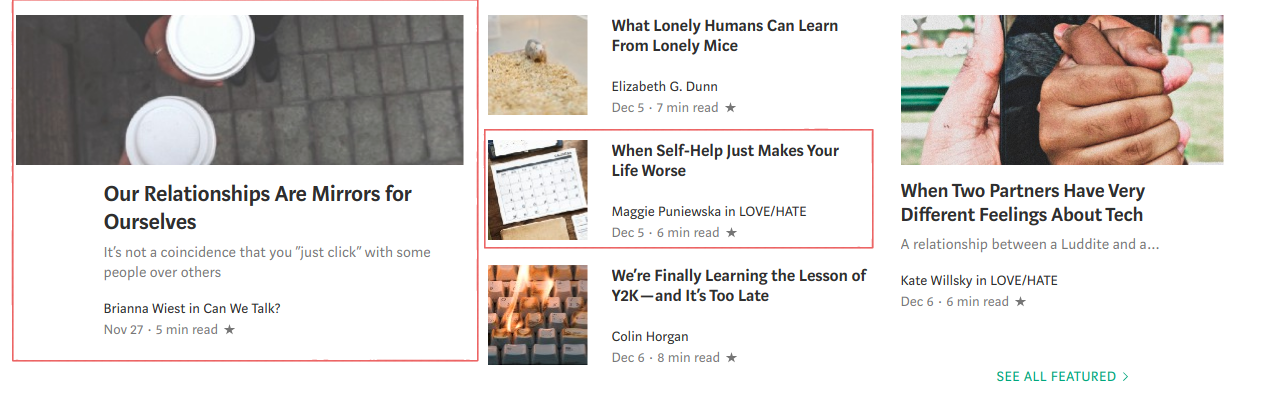 Our Relationships Are Mirrors for
Ourselves
It's not a coincidence that you "just click" with some
people over others
Brianna Wiest in Can We Talk?
Nov 27 · 5 min read ★
What Lonely Humans Can Learn
From Lonely Mice
Elizabeth G. Dunn
Dec 5 · 7 min read ★
When Self-Help Just Makes Your
Life Worse
Maggie Puniewska in LOVE/HATE
Dec 5 · 6 min read ★
We're Finally Learning the Lesson of
Y2K—and It's Too Late
Colin Horgan
Dec 6 · 8 min read ★
When Two Partners Have Very
Different Feelings About Tech
A relationship between a Luddite and a...
Kate Willsky in LOVE/HATE
Dec 6 · 6 min read ★
SEE ALL FEATURED >